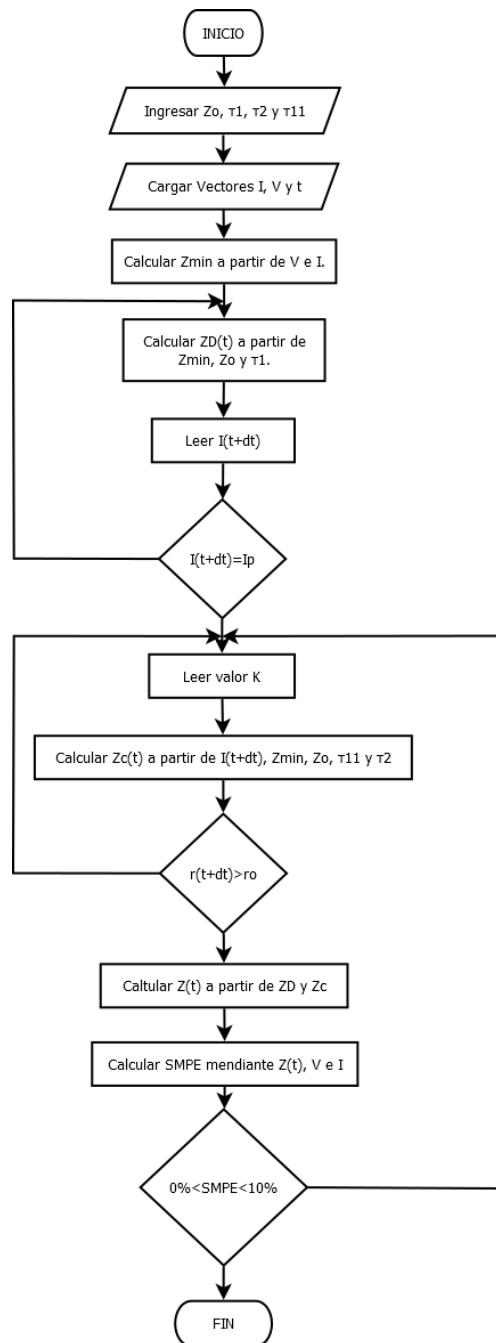 INICIO
Ingresar Zo, τ1, τ2 y τ11
Cargar Vectores I, V y t
Calcular Zmin a partir de V e I.
Calcular ZD(t) a partir de
Zmin, Zo y τ1.
Leer I(t+dt)
I(t+dt)=Ip
Leer valor K
Calcular Zc(t) a partir de I(t+dt), Zmin, Zo, τ11 y τ2
r(t+dt)>ro
Caltular Z(t) a partir de ZD y Zc
Calcular SMPE mendiante Z(t), V e I
0%<SMPE<10%
FIN